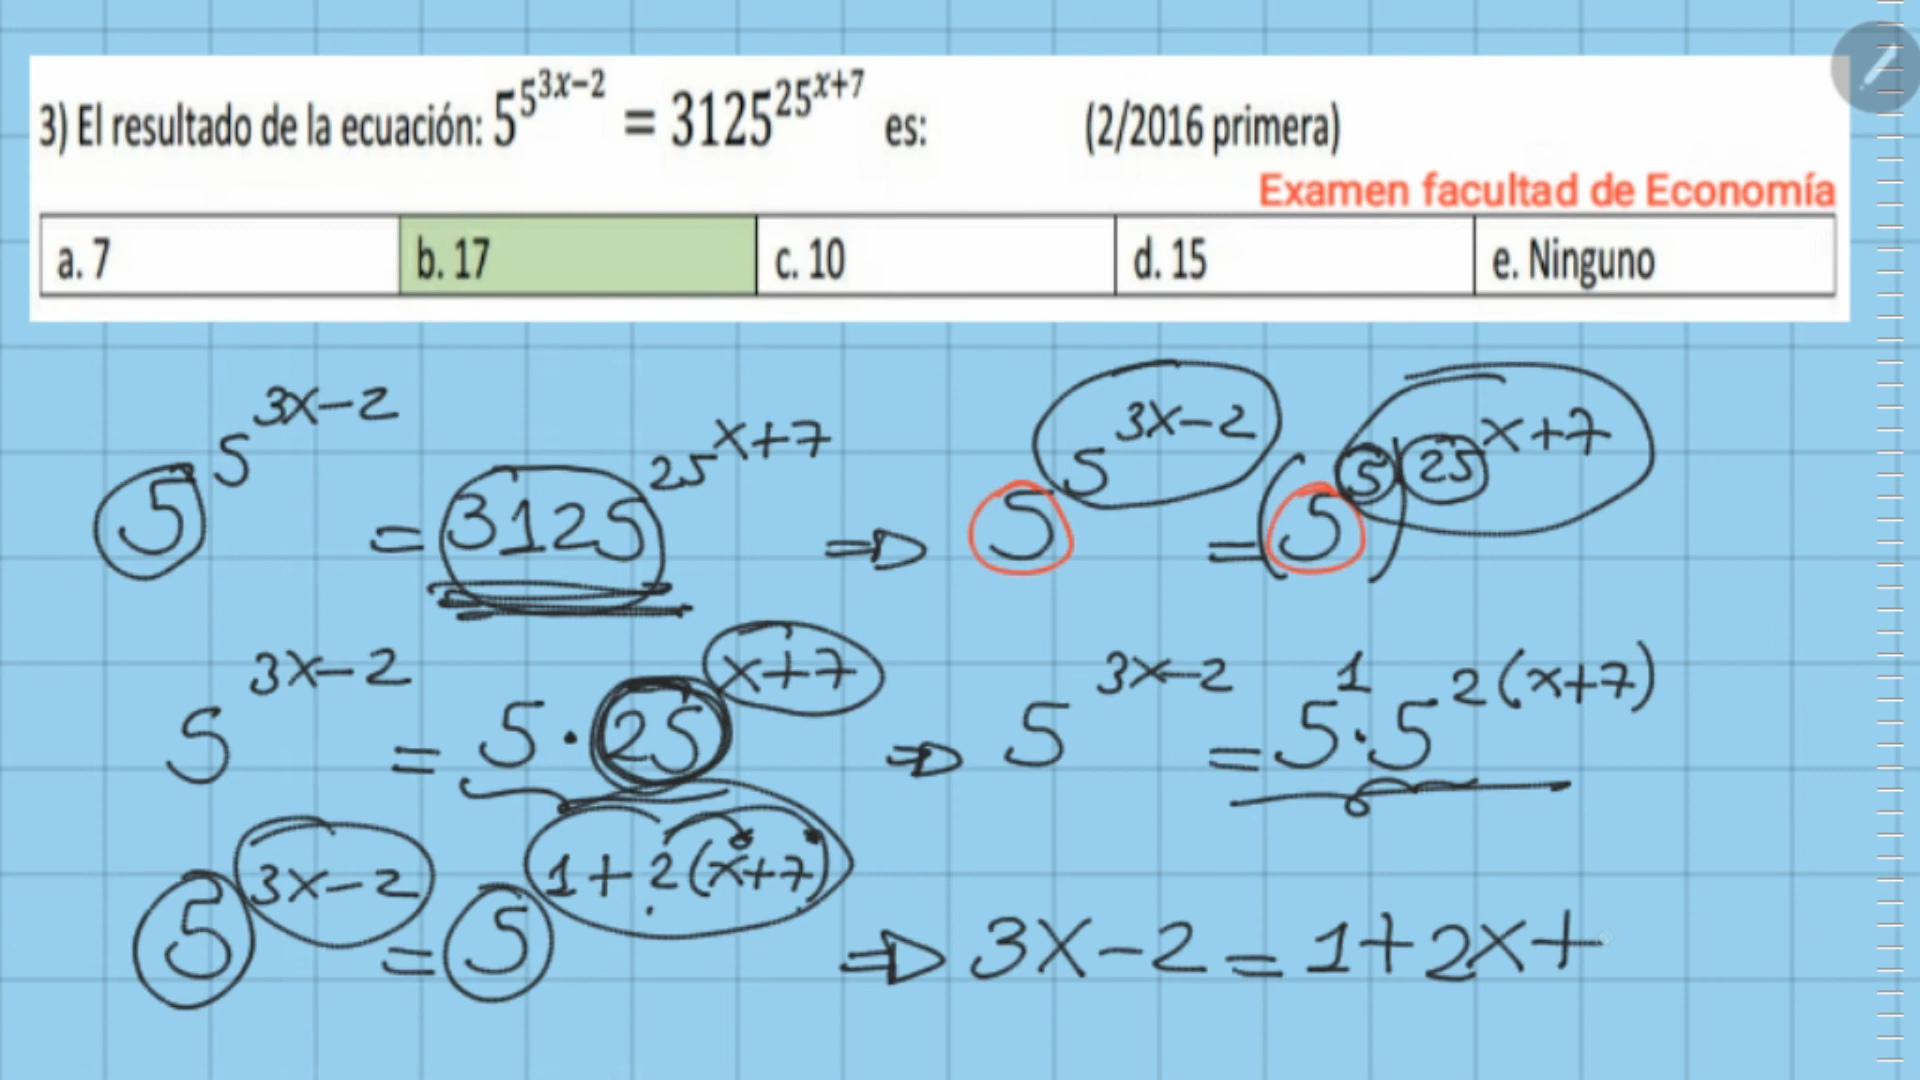 3) El resultado de la ecuación: 5^5^3x−2 = 3125^25^x+7 es: (2/2016 primera)
Examen facultad de Economía
a. 7 b. 17 c. 10 d. 15 e. Ninguno
5^5^3x−2 = 3125^25^x+7 ⇒ 5^5^3x−2 = (5^5)^25^x+7
5^3x−2 = 5·25^x+7 ⇒ 5^3x−2 = 5^1·5^2(x+7)
5^3x−2 = 5^1+2(x+7) ⇒ 3x−2=1+2x+